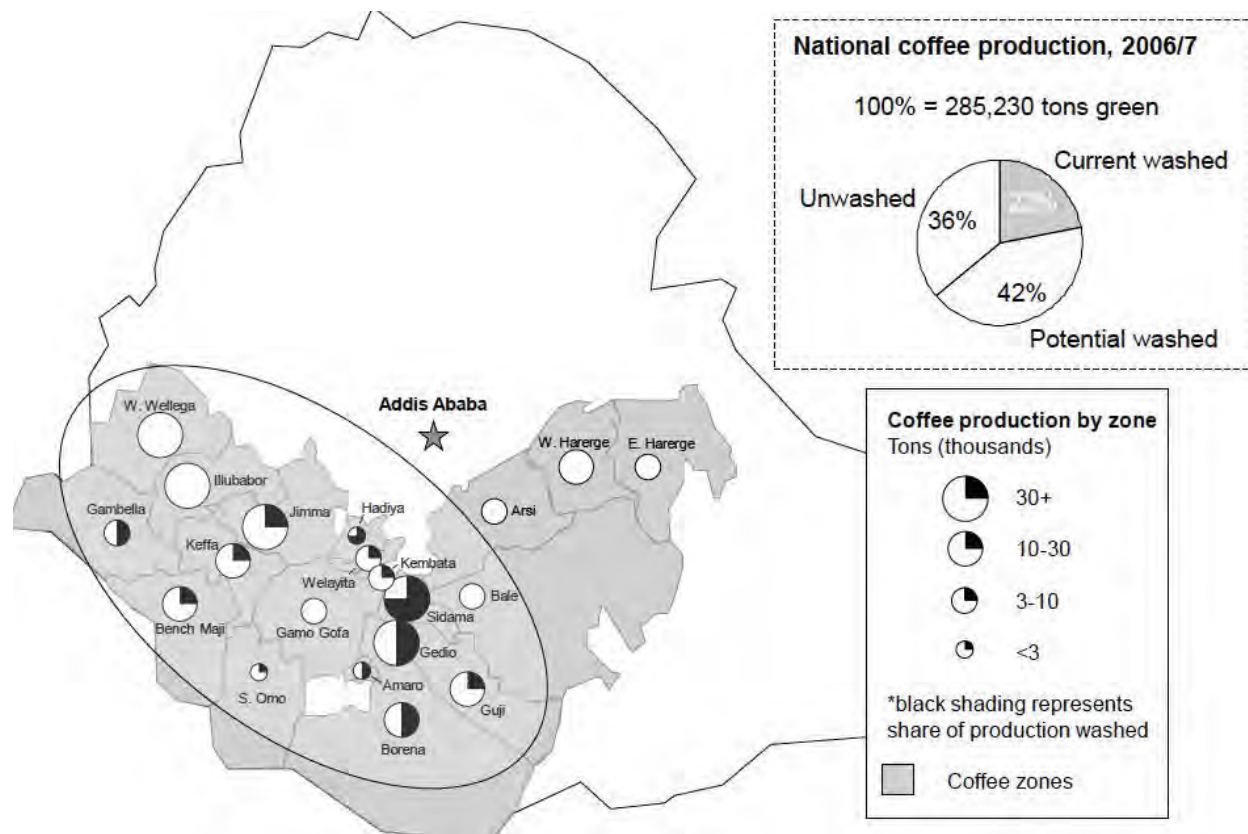 National coffee production, 2006/7
100% = 285,230 tons green
Current washed
Unwashed
36%
42%
Potential washed
Addis Ababa
W. Wellega
W. Harerge
E. Harerge
Illubabor
Gambella
Jimma
Hadiya
Arsi
Keffa
Kembata
Welayita
Bale
Sidama
Bench Maji
Gamo Gofa
Gedio
Amaro
S. Omo
Guji
Borena
Coffee production by zone
Tons (thousands)
30+
10-30
3-10
<3
*black shading represents
share of production washed
Coffee zones